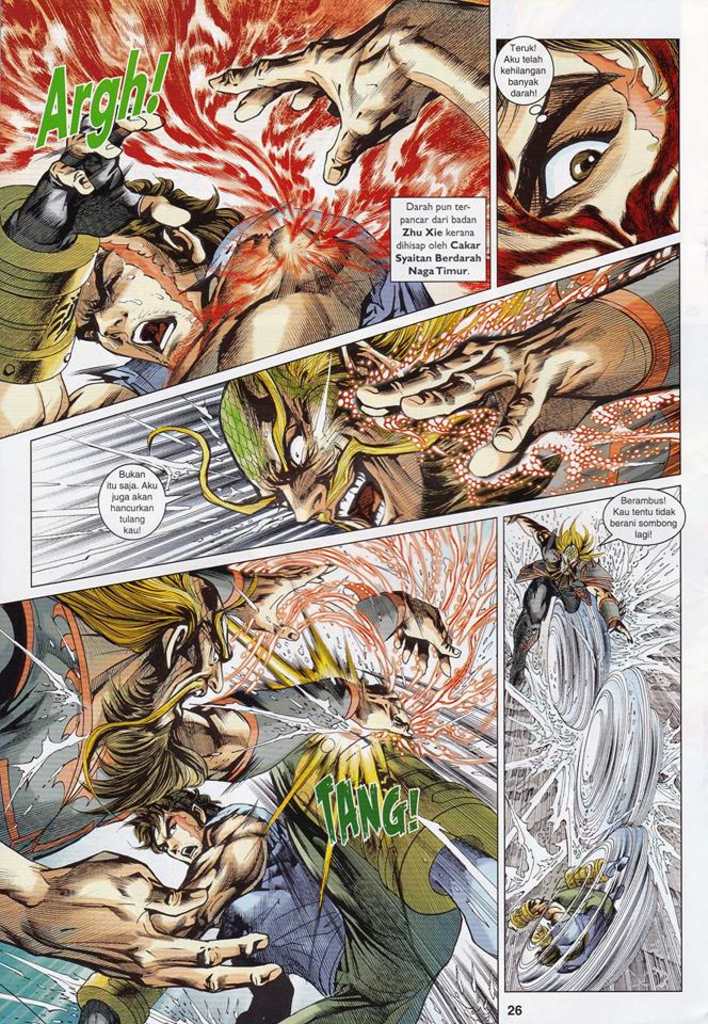 Argh!
Darah pun ter-
pancar dari badan
Zhu Xie kerana
dihisap oleh Cakar
Syaitan Berdarah
Naga Timur.
Teruk!
Aku telah
kehilangan
banyak
darah!
Bukan
itu saja. Aku
juga akan
hancurkan
tulang
kau!
TANG!
Berambus!
Kau tentu tidak
berani sombong
lagi!
26